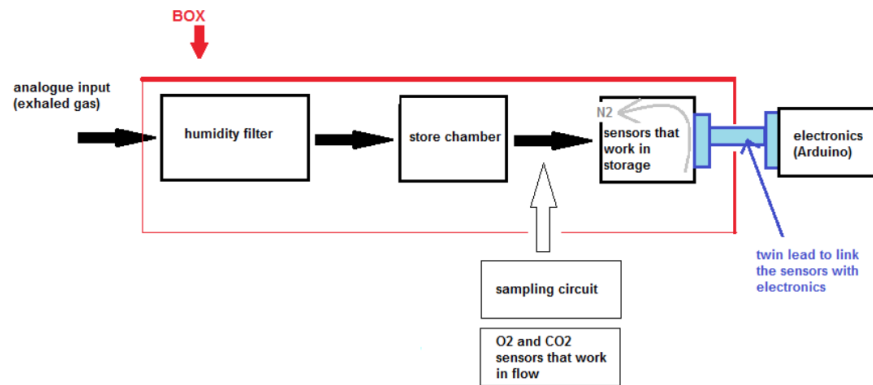 BOX
analogue input
(exhaled gas)
humidity filter
store chamber
N2
sensors that
work in
storage
electronics
(Arduino)
sampling circuit
O2 and CO2
sensors that work
in flow
twin lead to link
the sensors with
electronics